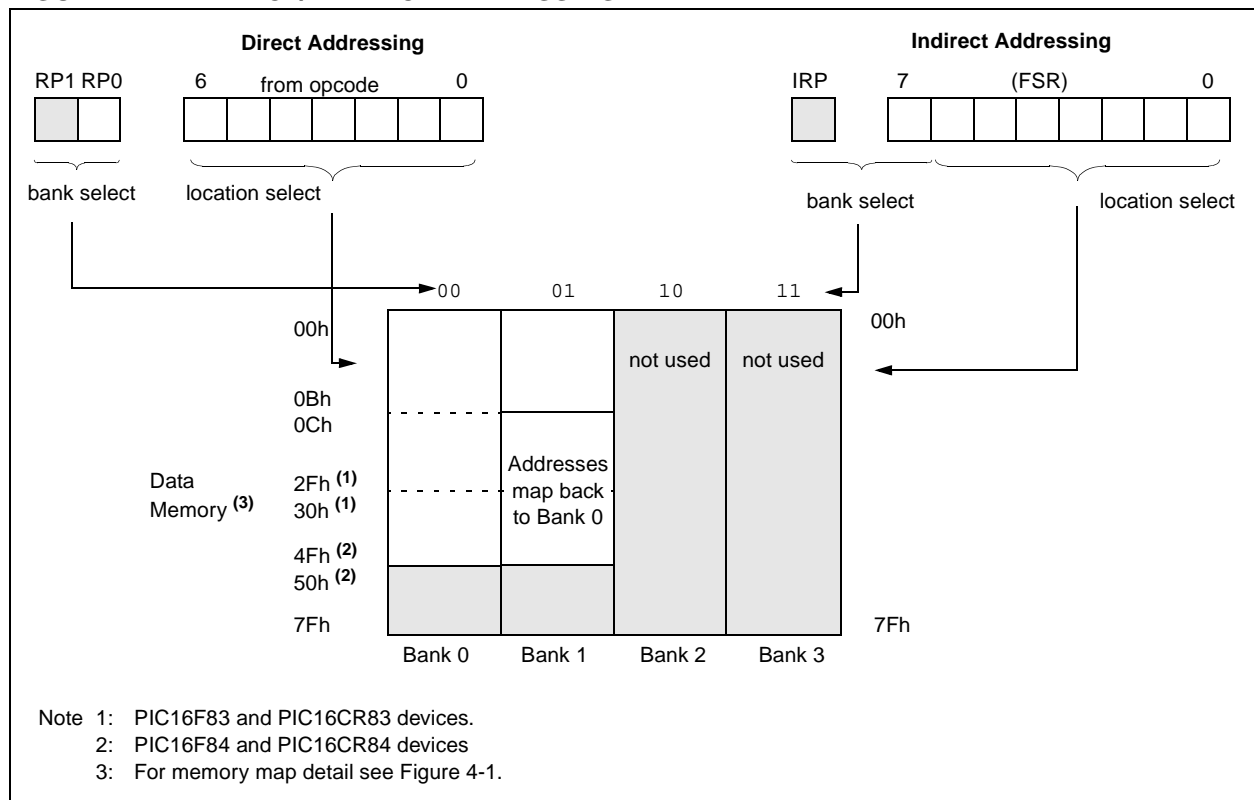 Direct Addressing
Indirect Addressing
RP1 RP0 6 from opcode 0
IRP 7 (FSR) 0
bank select location select
bank select location select
00 01 10 11
00h 00h
not used not used
0Bh
0Ch
Addresses
map back
to Bank 0
Data
Memory (3)
2Fh (1)
30h (1)
4Fh (2)
50h (2)
7Fh 7Fh
Bank 0 Bank 1 Bank 2 Bank 3
Note 1: PIC16F83 and PIC16CR83 devices.
2: PIC16F84 and PIC16CR84 devices
3: For memory map detail see Figure 4-1.